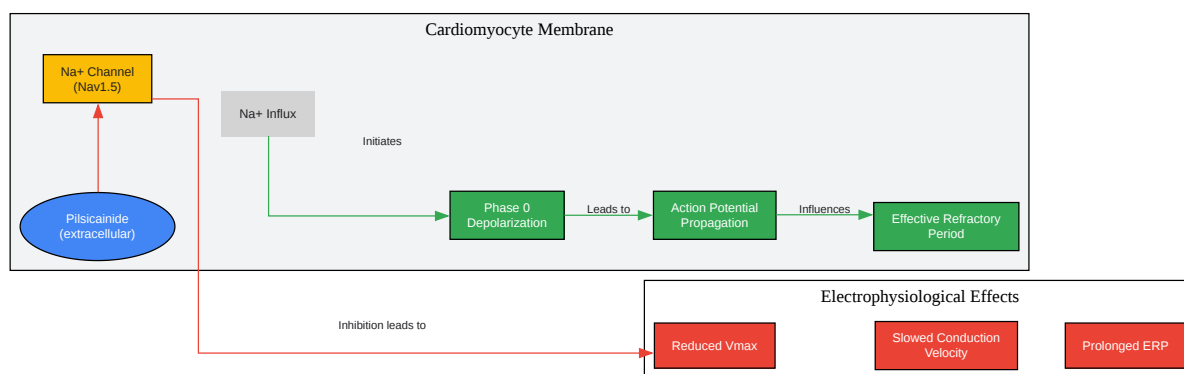 Cardiomyocyte Membrane
Na+ Channel
(Nav1.5)
Na+ Influx
Initiates
Pilsicainide
(extracellular)
Phase 0
Depolarization
Leads to
Action Potential
Propagation
Influences
Effective Refractory
Period
Electrophysiological Effects
Inhibition leads to
Reduced Vmax
Slowed Conduction
Velocity
Prolonged ERP